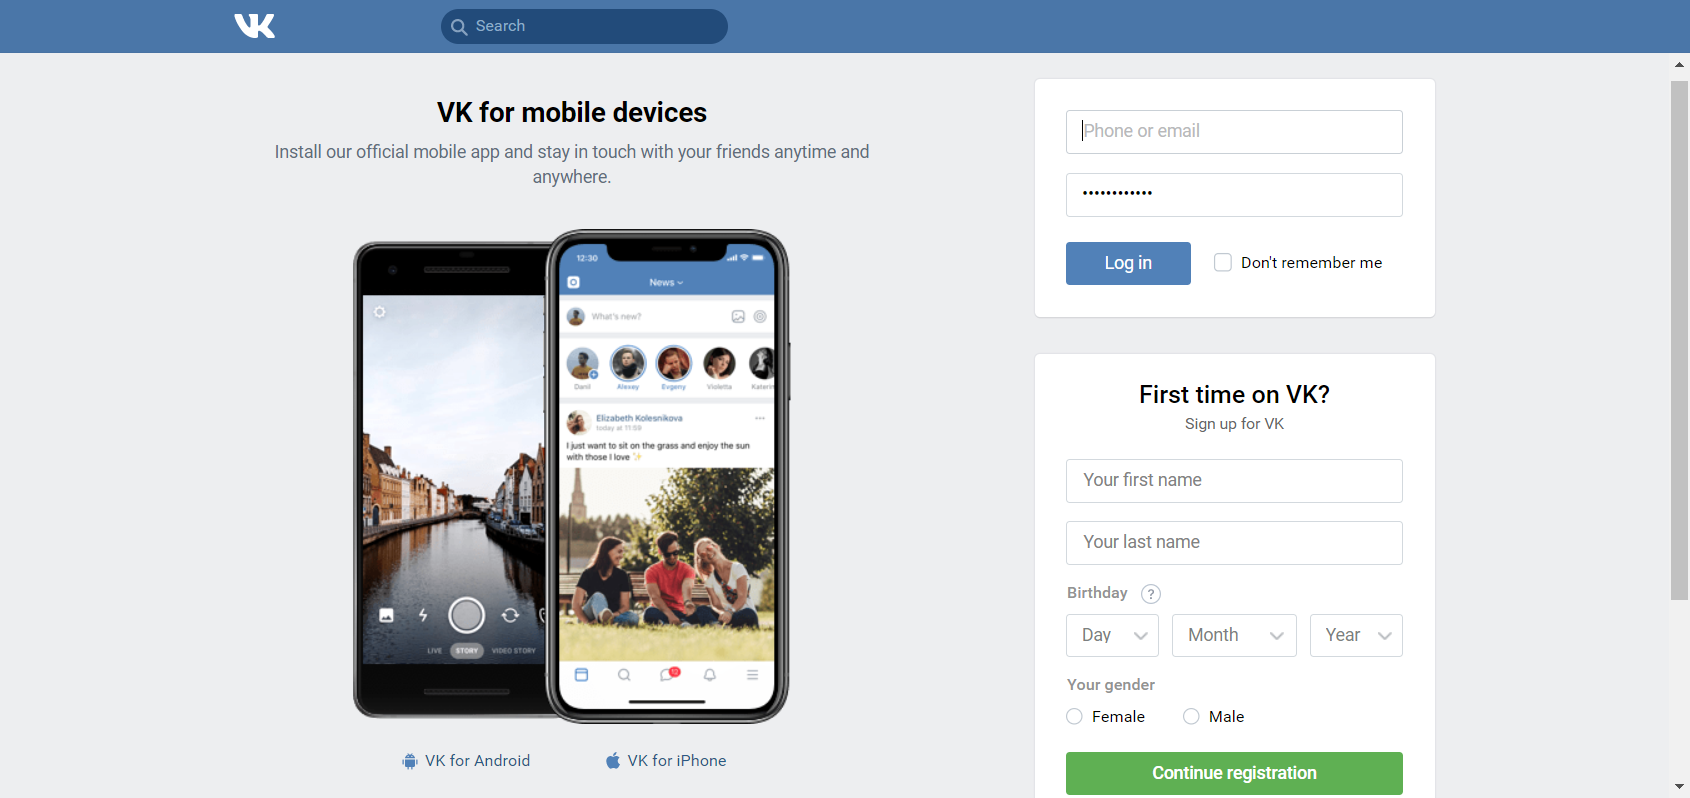 VK
Search
VK for mobile devices
Install our official mobile app and stay in touch with your friends anytime and
anywhere.
12:30
News
What's new?
Danil
Alexey
Evgeny
Violetta
Elizabeth Kolesnikova
today at 11:59
I just want to sit on the grass and enjoy the sun
with those I love ✨
LIVE
STORY
VIDEO STORY
VK for Android
VK for iPhone
Phone or email
••••••••••••
Log in
Don't remember me
First time on VK?
Sign up for VK
Your first name
Your last name
Birthday ?
Day
Month
Year
Your gender
Female
Male
Continue registration